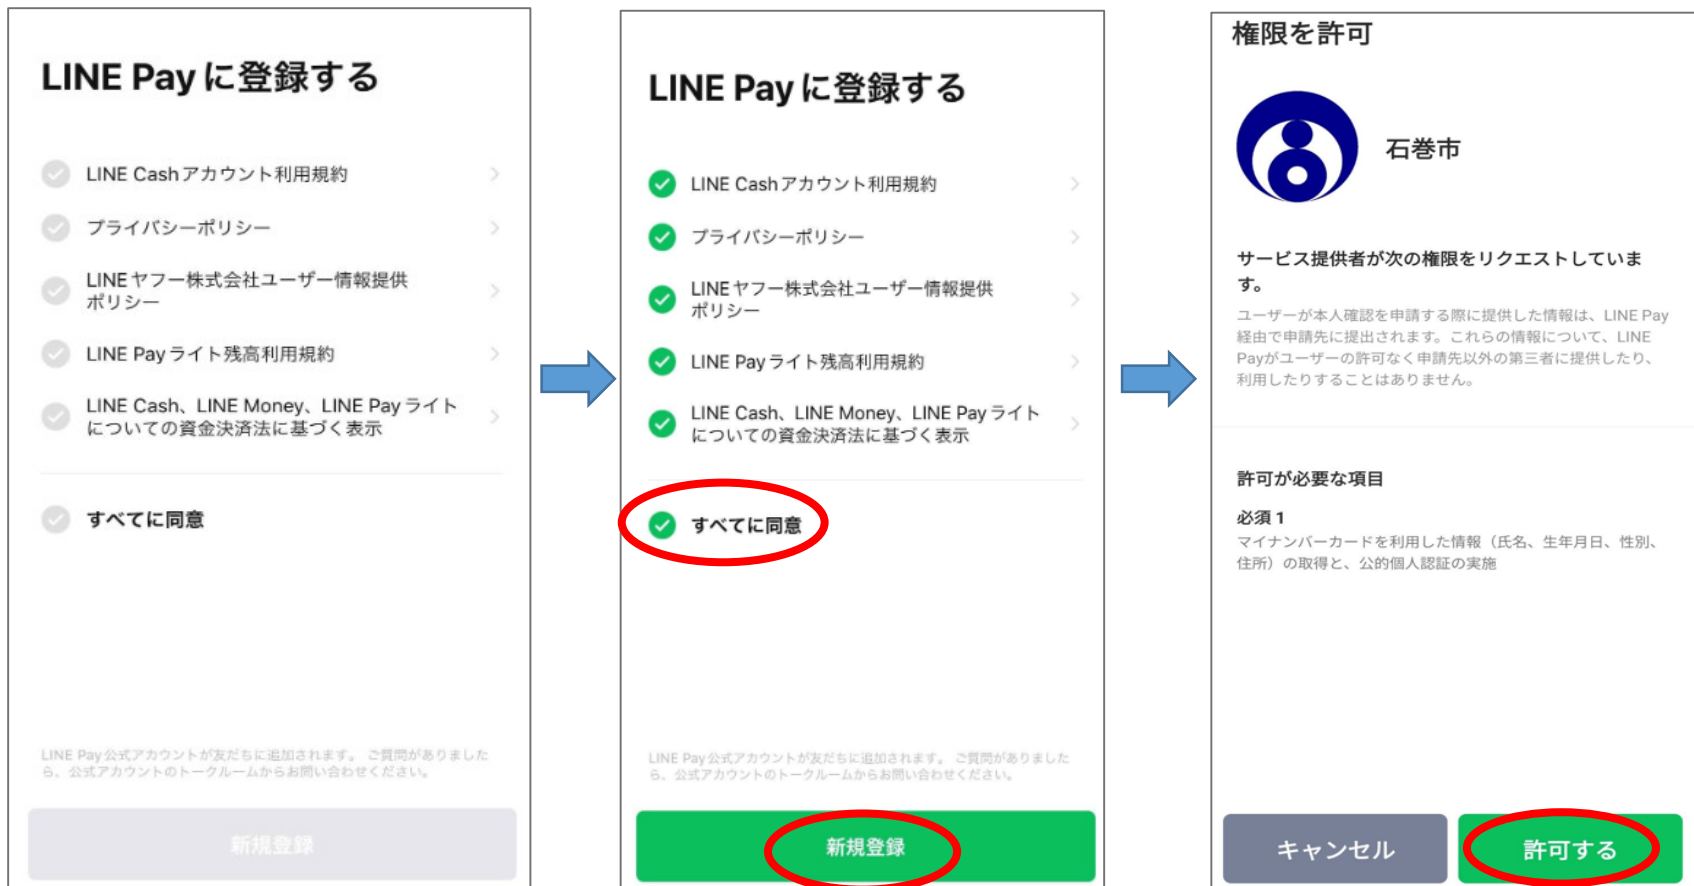 LINE Payに登録する
LINE Cashアカウント利用規約
プライバシーポリシー
LINEヤフー株式会社ユーザー情報提供
ポリシー
LINE Payライト残高利用規約
LINE Cash、LINE Money、LINE Payライト
についての資金決済法に基づく表示
すべてに同意
LINE Pay公式アカウントが友だちに追加されます。 ご質問がありました
ら、公式アカウントのトークルームからお問い合わせください。
新規登録
LINE Payに登録する
LINE Cashアカウント利用規約
プライバシーポリシー
LINEヤフー株式会社ユーザー情報提供
ポリシー
LINE Payライト残高利用規約
LINE Cash、LINE Money、LINE Payライト
についての資金決済法に基づく表示
すべてに同意
LINE Pay公式アカウントが友だちに追加されます。 ご質問がありました
ら、公式アカウントのトークルームからお問い合わせください。
新規登録
権限を許可
石巻市
サービス提供者が次の権限をリクエストしていま
す。
ユーザーが本人確認を申請する際に提供した情報は、LINE Pay
経由で申請先に提出されます。これらの情報について、LINE
Payがユーザーの許可なく申請先以外の第三者に提供したり、
利用したりすることはありません。
許可が必要な項目
必須 1
マイナンバーカードを利用した情報（氏名、生年月日、性別、
住所）の取得と、公的個人認証の実施
キャンセル
許可する